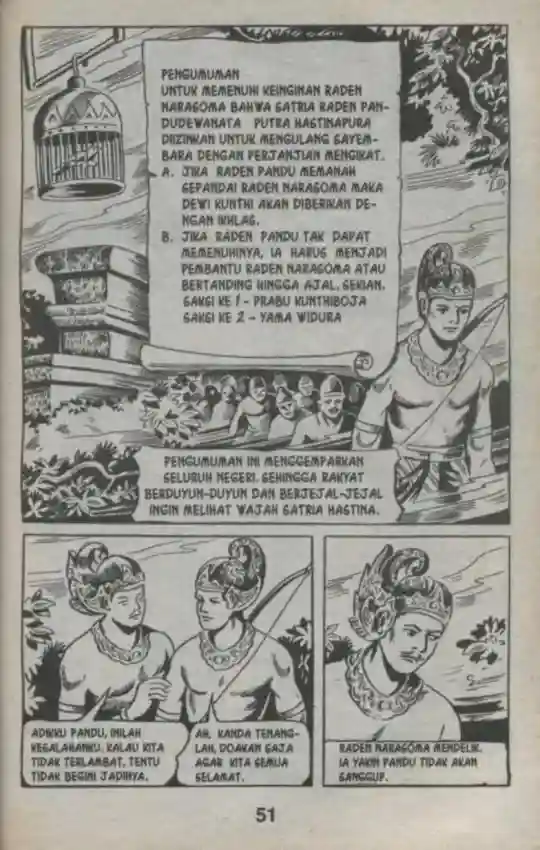 PENGUMUMAN
UNTUK MEMENUHI KEINGINAN RADEN
NARASOMA BAHWA SATRIA RADEN PAN-
DUDEWANATA PUTRA HASTINAPURA
DIIZINKAN UNTUK MENGULANG SAYEM-
BARA DENGAN PERJANJIAN MENGIKAT.
A. JIKA RADEN PANDU MEMANAH
SEPANDAI RADEN NARASOMA MAKA
DEWI KUNTHI AKAN DIBERIKAN DE-
NGAN IKHLAS.
B. JIKA RADEN PANDU TAK DAPAT
MEMENUHINYA, IA HARUS MENJADI
PEMBANTU RADEN NARASOMA ATAU
BERTANDING HINGGA AJAL. SEKIAN.
SAKSI KE 1 - PRABU KUNTHIBOJA
SAKSI KE 2 - YAMA WIDURA
PENGUMUMAN INI MENGGEMPARKAN
SELURUH NEGERI. SEHINGGA RAKYAT
BERDUYUN-DUYUN DAN BERJEJAL-JEJAL
INGIN MELIHAT WAJAH SATRIA HASTINA.
ADIKKU PANDU, INILAH
KESALAHANKU. KALAU KITA
TIDAK TERLAMBAT, TENTU
TIDAK BEGINI JADINYA.
AH, KANDA TENANG-
LAH, DOAKAN SAJA
AGAR KITA SEMUA
SELAMAT.
RADEN NARASOMA MENDELIK.
IA YAKIN PANDU TIDAK AKAN
SANGGUP.
51